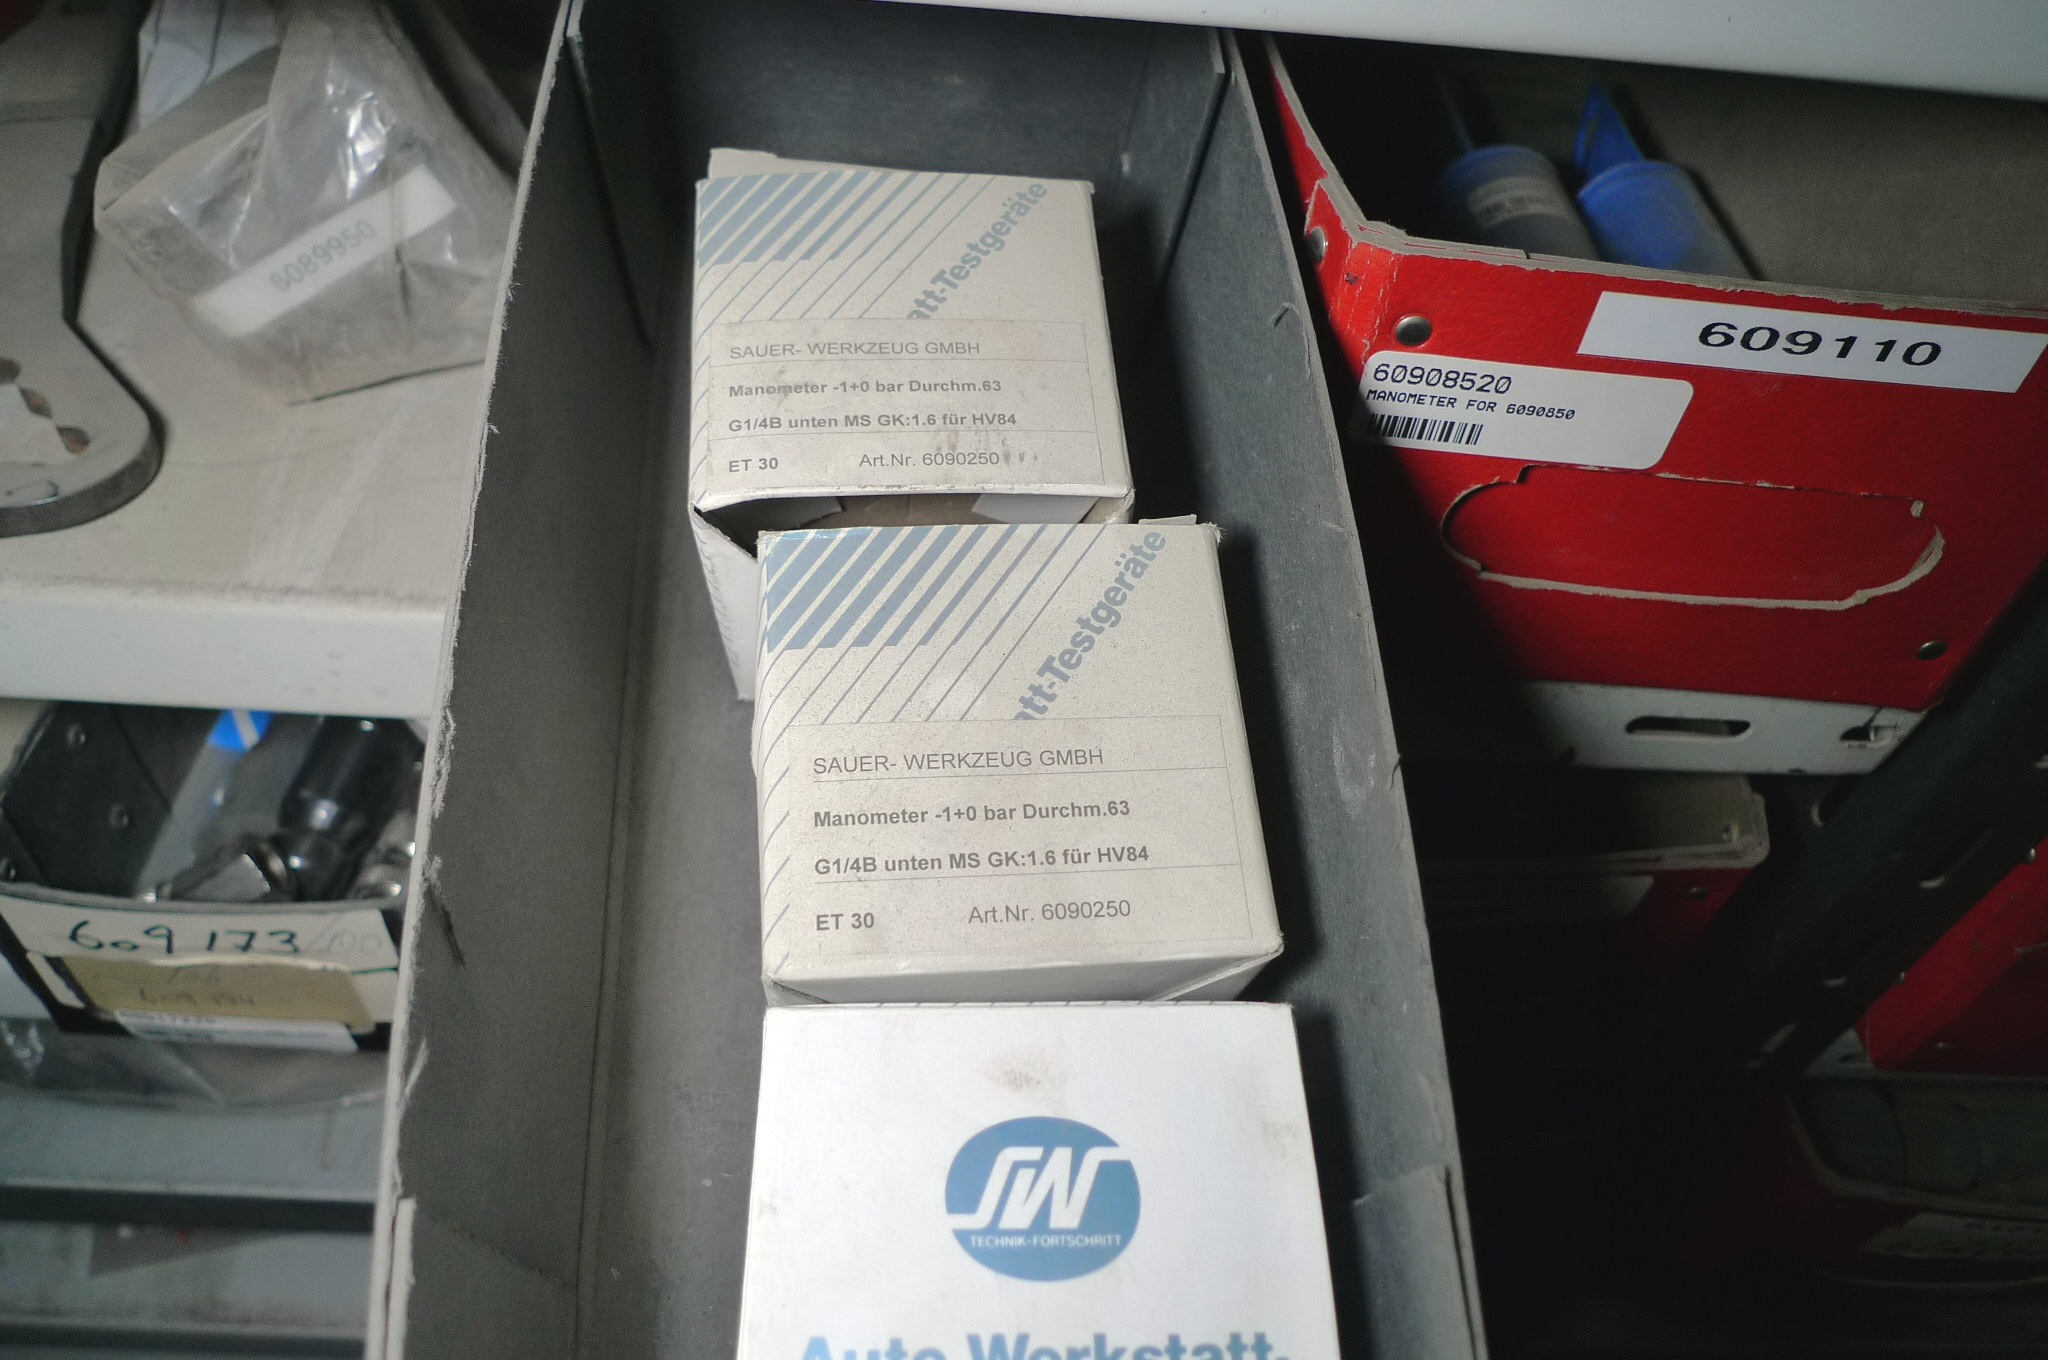 6089950
att-Testgeräte
SAUER- WERKZEUG GMBH
Manometer -1+0 bar Durchm.63
G1/4B unten MS GK:1.6 für HV84
ET 30 Art.Nr. 6090250
att-Testgeräte
SAUER- WERKZEUG GMBH
Manometer -1+0 bar Durchm.63
G1/4B unten MS GK:1.6 für HV84
ET 30 Art.Nr. 6090250
SW
TECHNIK-FORTSCHRITT
Auto Werkstatt-
609110
60908520
MANOMETER FOR 6090850
609173/100